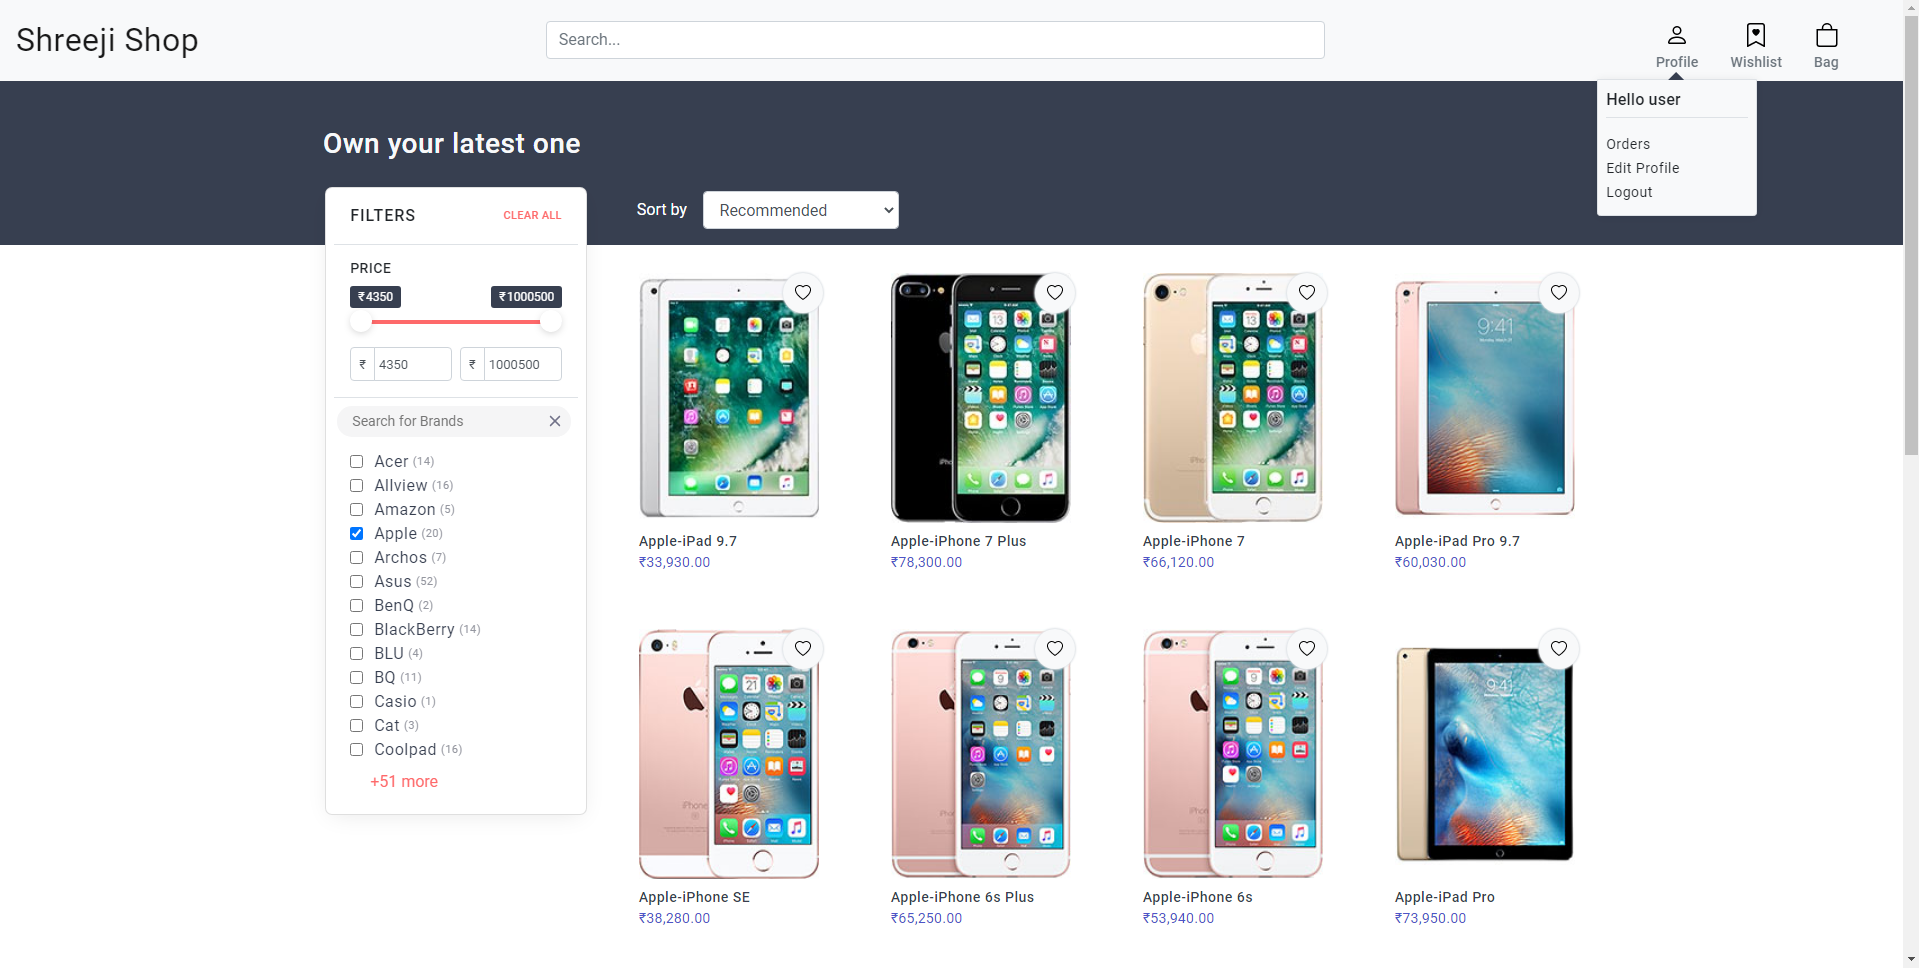 Shreeji Shop
Search...
Profile
Wishlist
Bag
Hello user
Orders
Edit Profile
Logout
Own your latest one
FILTERS
CLEAR ALL
Sort by
Recommended
PRICE
₹4350
₹1000500
₹ 4350
₹ 1000500
Search for Brands
Acer (14)
Allview (16)
Amazon (5)
Apple (20)
Archos (7)
Asus (52)
BenQ (2)
BlackBerry (14)
BLU (4)
BQ (11)
Casio (1)
Cat (3)
Coolpad (16)
+51 more
9:41
Apple-iPad 9.7
₹33,930.00
Apple-iPhone 7 Plus
₹78,300.00
Apple-iPhone 7
₹66,120.00
Apple-iPad Pro 9.7
₹60,030.00
iPhone
9:41
Apple-iPhone SE
₹38,280.00
Apple-iPhone 6s Plus
₹65,250.00
Apple-iPhone 6s
₹53,940.00
Apple-iPad Pro
₹73,950.00